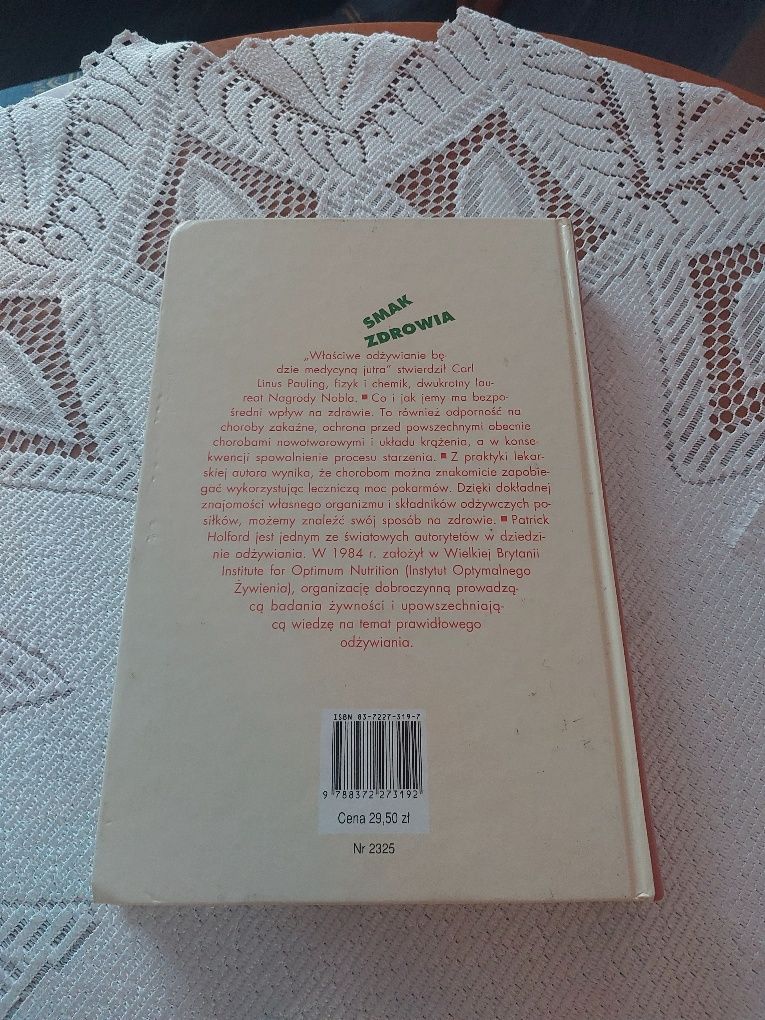 SMAK
ZDROWIA
„Właściwe odżywianie bę
dzie medycyną jutra” stwierdził Carl
Linus Pauling, fizyk i chemik, dwukrotny lau-
reat Nagrody Nobla. ■ Co i jak jemy ma bezpo-
średni wpływ na zdrowie. To również odporność na
choroby zakaźne, ochrona przed powszechnymi obecnie
chorobami nowotworowymi i układu krążenia, a w konse-
kwencji spowolnienie procesu starzenia. ■ Z praktyki lekar-
skiej autora wynika, że chorobom można znakomicie zapobie-
gać wykorzystując leczniczą moc pokarmów. Dzięki dokładnej
znajomości własnego organizmu i składników odżywczych po-
siłków, możemy znaleźć swój sposób na zdrowie. ■ Patrick
Holford jest jednym ze światowych autorytetów w dziedzi-
nie odżywiania. W 1984 r. założył w Wielkiej Brytanii
Institute for Optimum Nutrition (Instytut Optymalnego
Żywienia), organizację dobroczynną prowadzą-
cą badania żywności i upowszechniają-
cą wiedzę na temat prawidłowego
odżywiania.
ISBN 83-7227-319-7
9 788372 273192
Cena 29,50 zł
Nr 2325